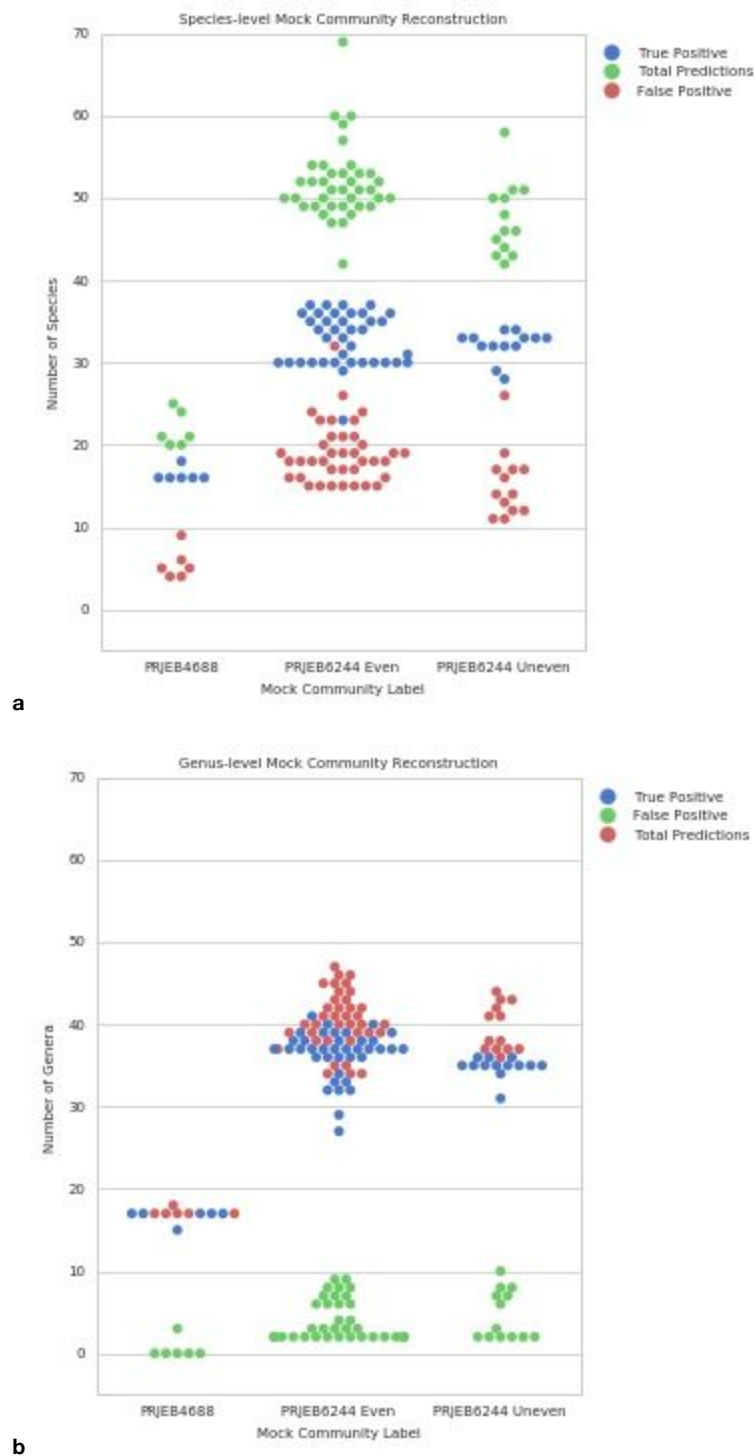 Species-level Mock Community Reconstruction
70
60
50
40
30
20
10
0
Number of Species
True Positive
Total Predictions
False Positive
PRJEB4688 PRJEB6244 Even PRJEB6244 Uneven
Mock Community Label
a
Genus-level Mock Community Reconstruction
70
60
50
40
30
20
10
0
Number of Genera
True Positive
False Positive
Total Predictions
PRJEB4688 PRJEB6244 Even PRJEB6244 Uneven
Mock Community Label
b